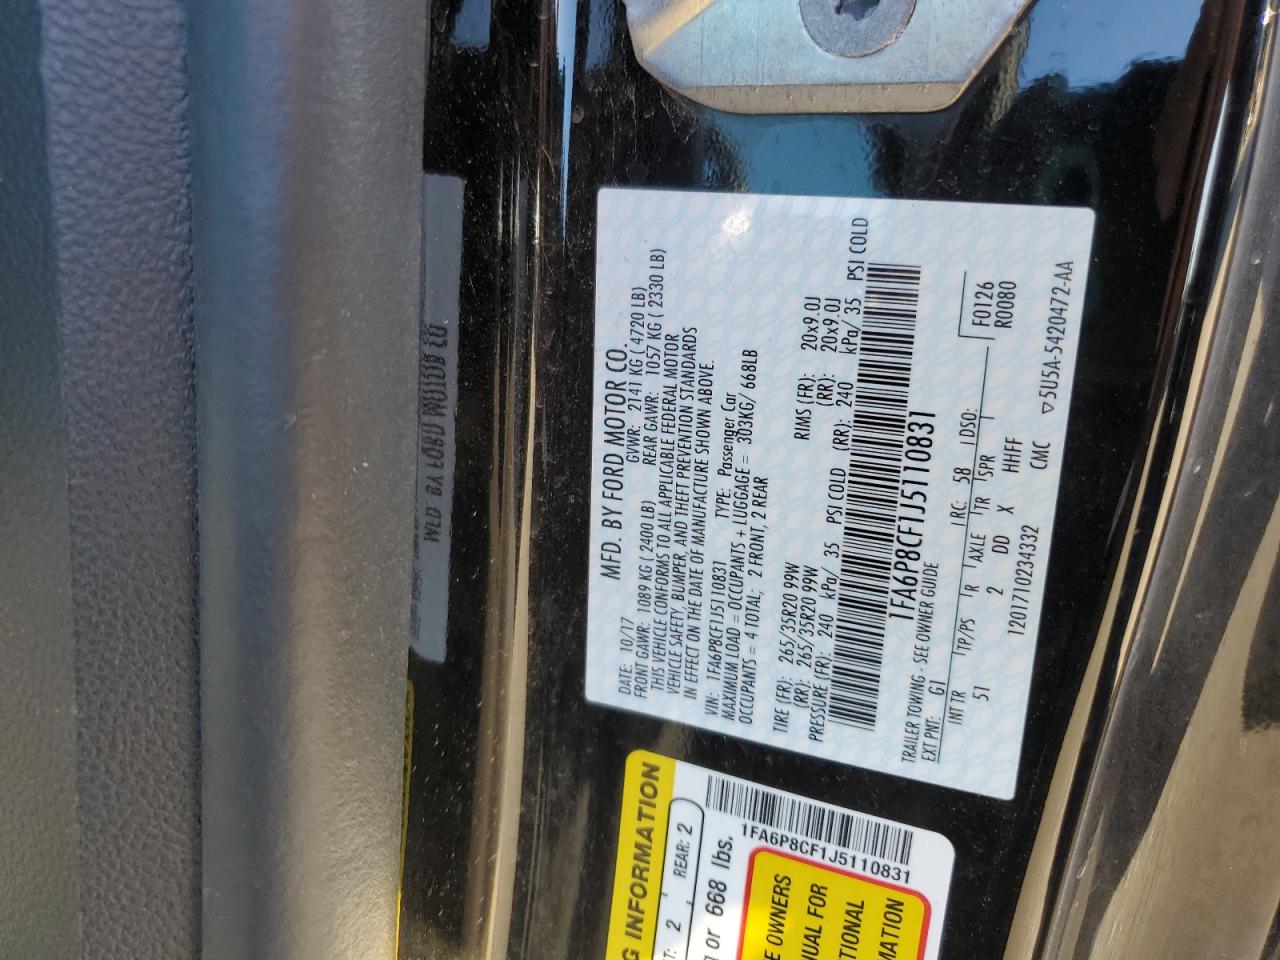 MFD. BY FORD MOTOR CO.
DATE: 10/17 GVWR: 2141 KG ( 4720 LB)
FRONT GAWR: 1089 KG ( 2400 LB) REAR GAWR: 1057 KG ( 2330 LB)
THIS VEHICLE CONFORMS TO ALL APPLICABLE FEDERAL MOTOR
VEHICLE SAFETY, BUMPER, AND THEFT PREVENTION STANDARDS
IN EFFECT ON THE DATE OF MANUFACTURE SHOWN ABOVE.
VIN: 1FA6P8CF1J5110831 TYPE: Passenger Car
MAXIMUM LOAD = OCCUPANTS + LUGGAGE = 303KG/ 668LB
OCCUPANTS = 4 TOTAL; 2 FRONT, 2 REAR
TIRE (FR): 265/35R20 99W RIMS (FR): 20x9.0J
(RR): 265/35R20 99W (RR): 20x9.0J
PRESSURE (FR): 240 kPa/ 35 PSI COLD (RR): 240 kPa/ 35 PSI COLD
1FA6P8CF1J5110831
TRAILER TOWING - SEE OWNER GUIDE
EXT PNT: G1 RC: 58 DSO: F0126
INT TR TP/PS R AXLE TR SPR R0080
51 2 DD X HHFF
1201710234332 CMC ▽5U5A-5420472-AA
G INFORMATION
2 REAR: 2
or 668 lbs.
1FA6P8CF1J5110831
OWNERS
FOR